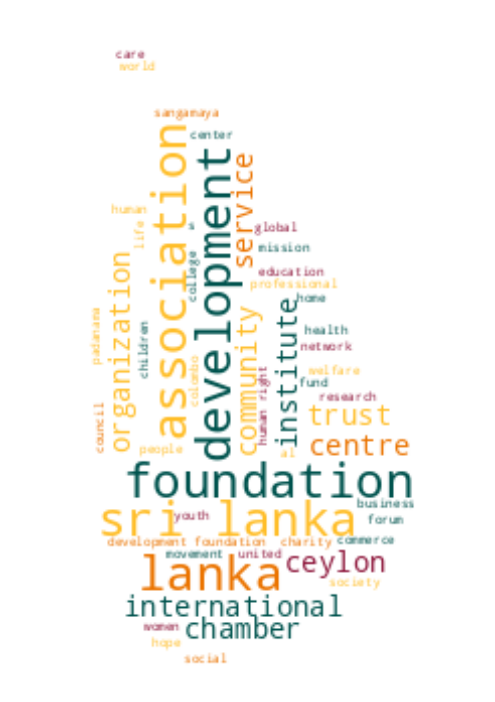 care
world
sangamaya
center
association
development
service
human
life
s
global
college
mission
organization
education
professional
home
institute
community
padanama
children
health
network
colombo
human right
welfare
fund
research
council
trust
people
al
centre
foundation
business
sri lanka
youth
forum
development foundation
charity
commerce
movement
united
lanka
ceylon
society
international
women
chamber
hope
social